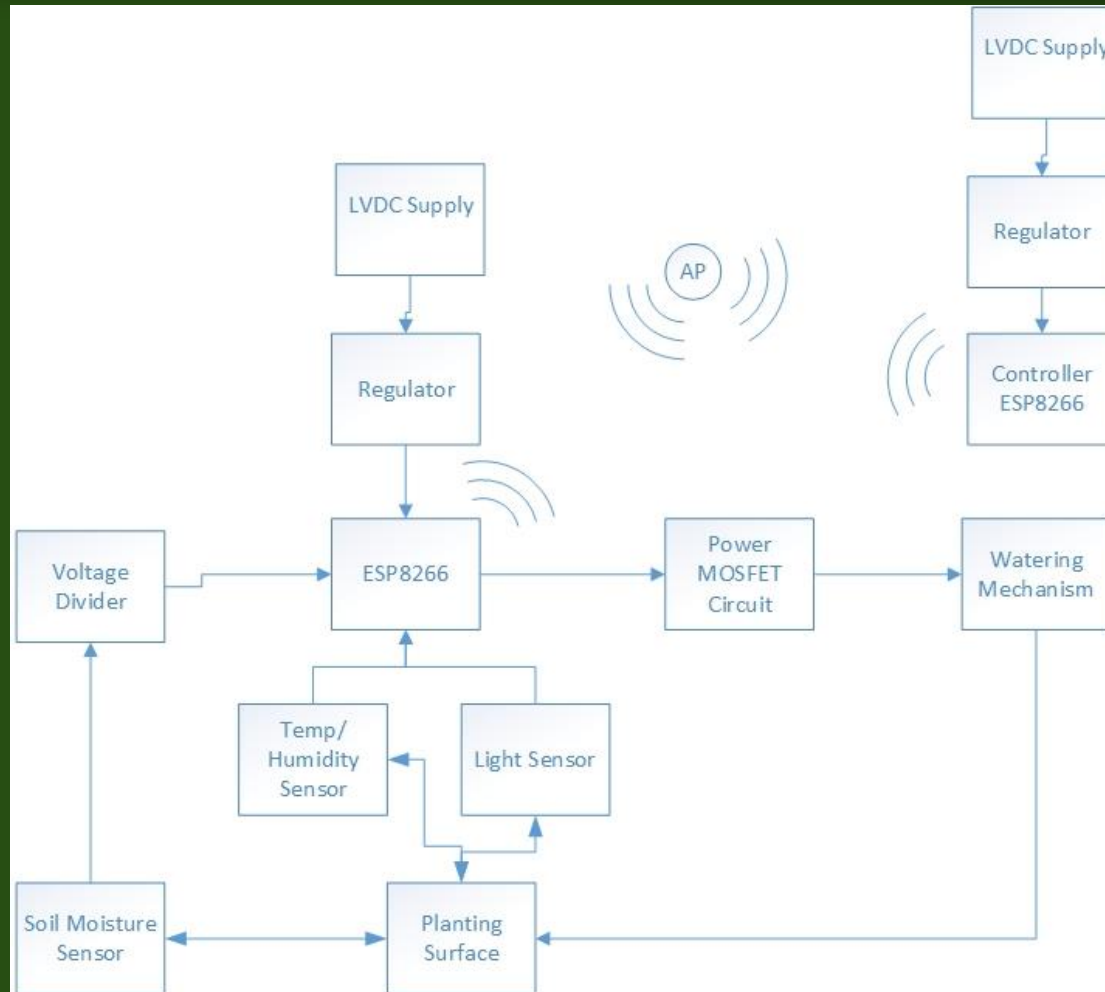 LVDC Supply
LVDC Supply
Regulator
AP
Regulator
Controller
ESP8266
Voltage
Divider
ESP8266
Power
MOSFET
Circuit
Watering
Mechanism
Temp/
Humidity
Sensor
Light Sensor
Soil Moisture
Sensor
Planting
Surface